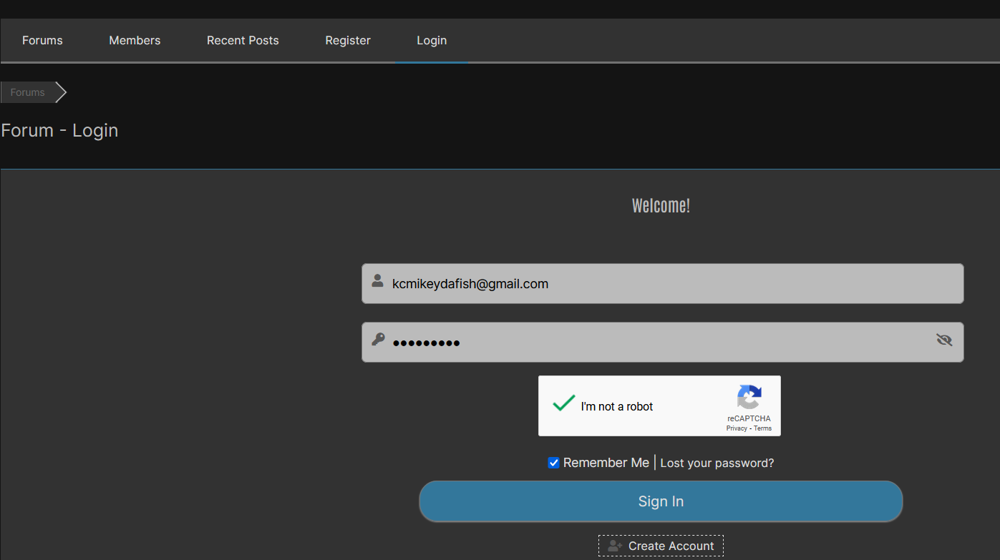 Forums Members Recent Posts Register Login
Forums
Forum - Login
Welcome!
kcmikeydafish@gmail.com
•••••••••
I'm not a robot
reCAPTCHA
Privacy - Terms
Remember Me | Lost your password?
Sign In
Create Account